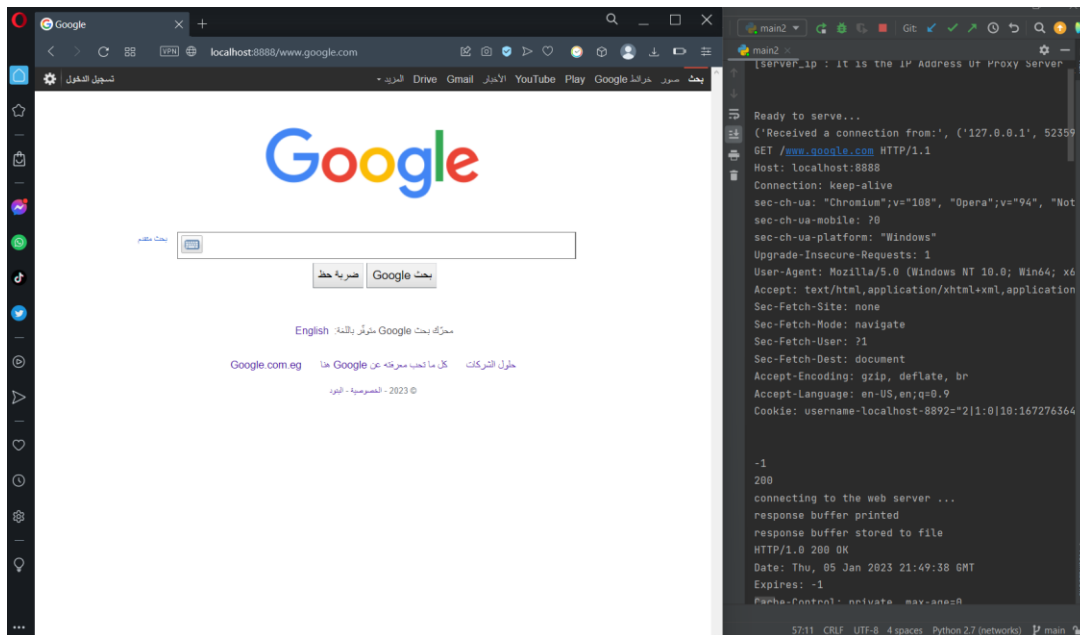 Google
VPN
localhost:8888/www.google.com
بحث صور خرائط Google Play YouTube الأخبار Gmail Drive المزيد
تسجيل الدخول
Google
بحث متقدم
بحث Google ضربة حظ
محرّك بحث Google متوفّر باللغة: English
حلول الشركات كل ما تحب معرفته عن Google هنا Google.com.eg
© 2023 - الخصوصية - البنود
main2 Git:
main2
[server_ip : It is the IP Address Of Proxy Server
Ready to serve...
('Received a connection from:', ('127.0.0.1', 52359
GET /www.google.com HTTP/1.1
Host: localhost:8888
Connection: keep-alive
sec-ch-ua: "Chromium";v="108", "Opera";v="94", "Not
sec-ch-ua-mobile: ?0
sec-ch-ua-platform: "Windows"
Upgrade-Insecure-Requests: 1
User-Agent: Mozilla/5.0 (Windows NT 10.0; Win64; x6
Accept: text/html,application/xhtml+xml,application
Sec-Fetch-Site: none
Sec-Fetch-Mode: navigate
Sec-Fetch-User: ?1
Sec-Fetch-Dest: document
Accept-Encoding: gzip, deflate, br
Accept-Language: en-US,en;q=0.9
Cookie: username-localhost-8892="2|1:0|10:167276364
-1
200
connecting to the web server ...
response buffer printed
response buffer stored to file
HTTP/1.0 200 OK
Date: Thu, 05 Jan 2023 21:49:38 GMT
Expires: -1
Cache-Control: private, max-age=0
57:11 CRLF UTF-8 4 spaces Python 2.7 (networks) main